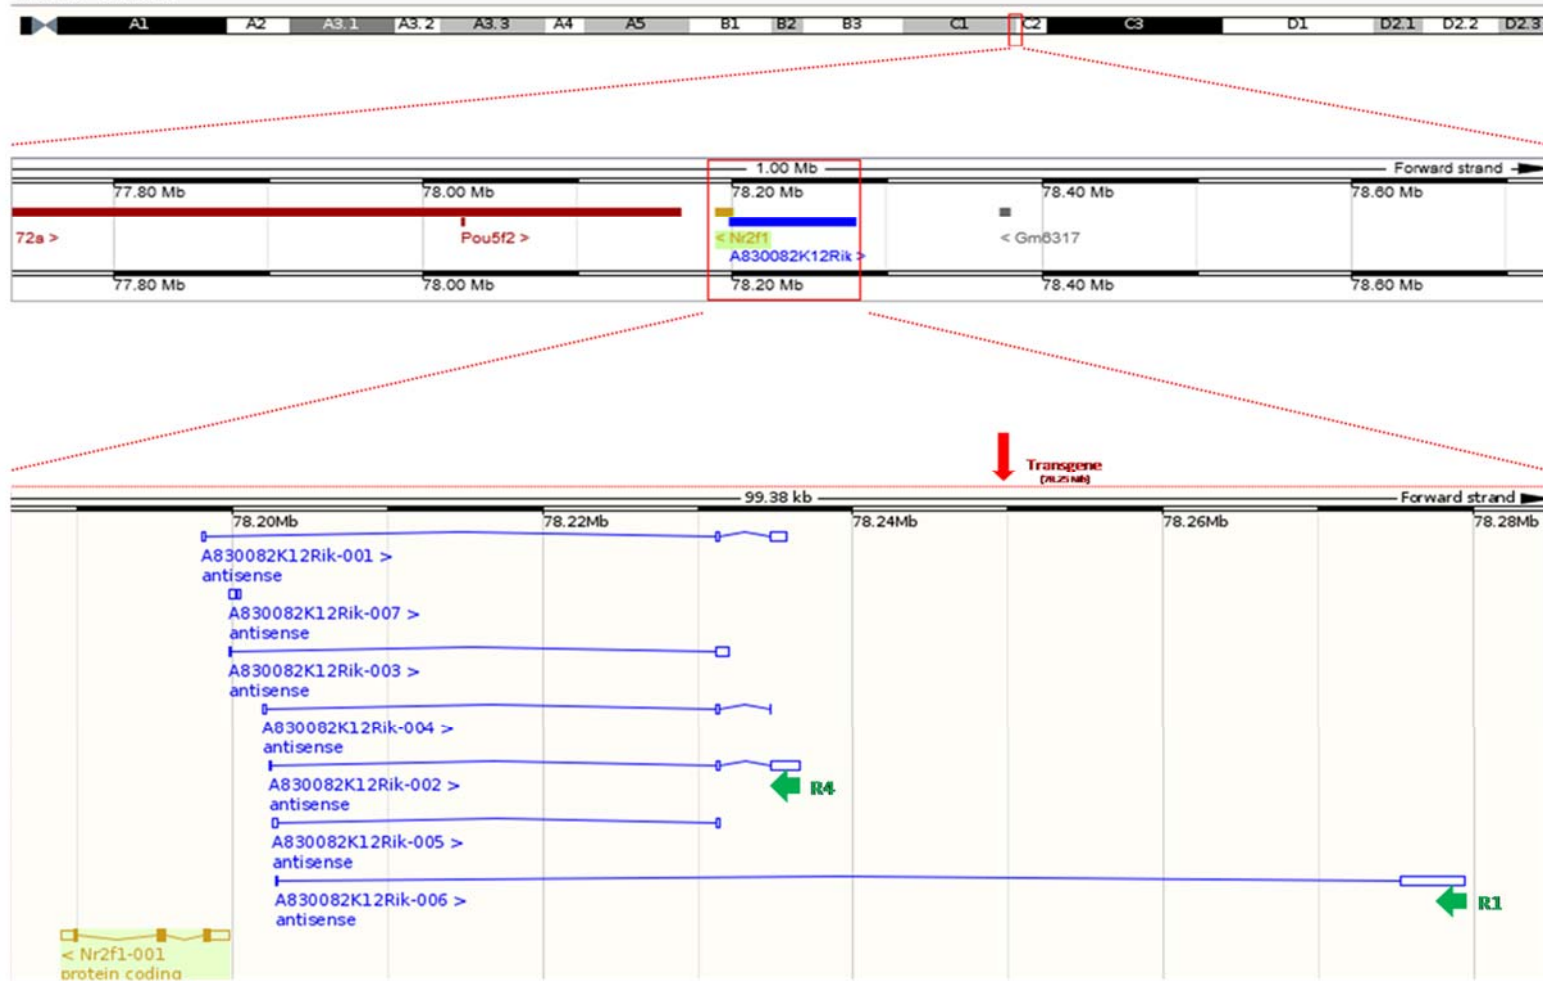 A1 A2 A3.1 A3.2 A3.3 A4 A5 B1 B2 B3 C1 C2 C3 D1 D2.1 D2.2 D2.3
1.00 Mb Forward strand
77.80 Mb 78.00 Mb 78.20 Mb 78.40 Mb 78.60 Mb
72a > Pou5f2 > < Nr2f1 < Gm6317
A830082K12Rik >
77.80 Mb 78.00 Mb 78.20 Mb 78.40 Mb 78.60 Mb
Transgene
(78.25 Mb)
99.38 kb Forward strand
78.20Mb 78.22Mb 78.24Mb 78.26Mb 78.28Mb
A830082K12Rik-001 >
antisense
A830082K12Rik-007 >
antisense
A830082K12Rik-003 >
antisense
A830082K12Rik-004 >
antisense
A830082K12Rik-002 >
R4
antisense
A830082K12Rik-005 >
antisense
A830082K12Rik-006 >
R1
antisense
< Nr2f1-001
protein coding